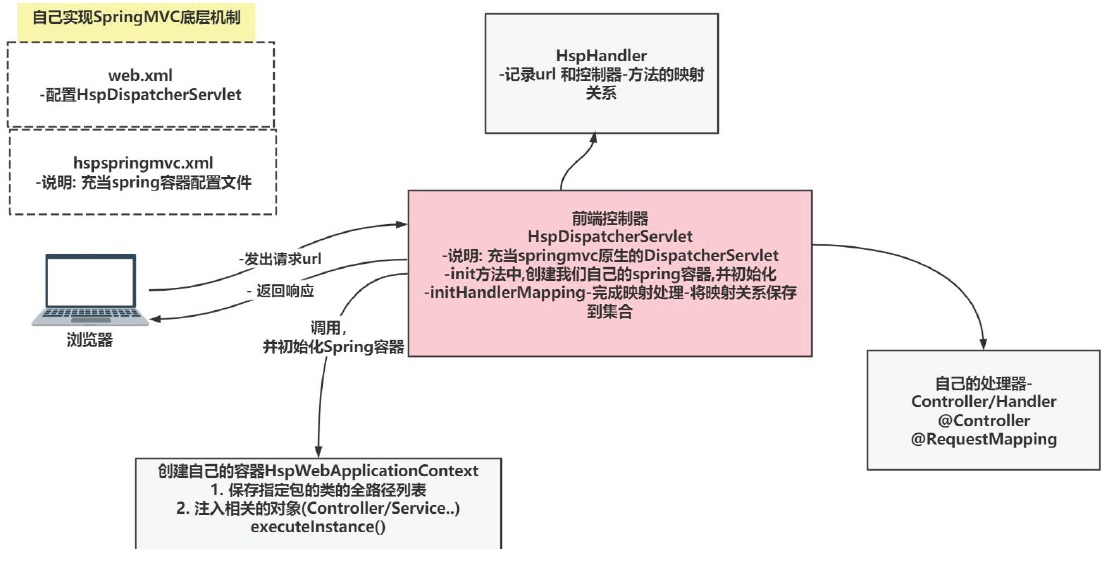 自己实现SpringMVC底层机制
web.xml
-配置HspDispatcherServlet
hspspringmvc.xml
-说明: 充当spring容器配置文件
HspHandler
-记录url 和控制器-方法的映射
关系
前端控制器
HspDispatcherServlet
-说明: 充当springmvc原生的DispatcherServlet
-init方法中,创建我们自己的spring容器,并初始化
-initHandlerMapping-完成映射处理-将映射关系保存
到集合
-发出请求url
- 返回响应
浏览器
调用，
并初始化Spring容器
自己的处理器-
Controller/Handler
@Controller
@RequestMapping
创建自己的容器HspWebApplicationContext
1. 保存指定包的类的全路径列表
2. 注入相关的对象(Controller/Service..)
executeInstance()